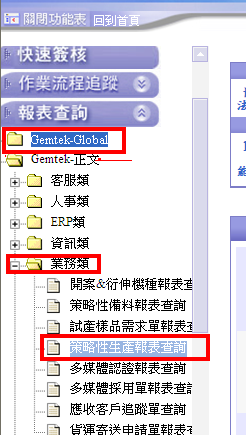 關閉功能表 回到首頁
快速簽核
作業流程追蹤
報表查詢
Gemtek-Global
Gemtek-正文
客服類
人事類
ERP類
資訊類
業務類
開案&衍伸機種報表查
策略性備料報表查詢
試產樣品需求單報表查
策略性生產報表查詢
多媒體認證報表查詢
多媒體採用單報表查詢
應收客戶追蹤單查詢
貨運寄送申請單報表查